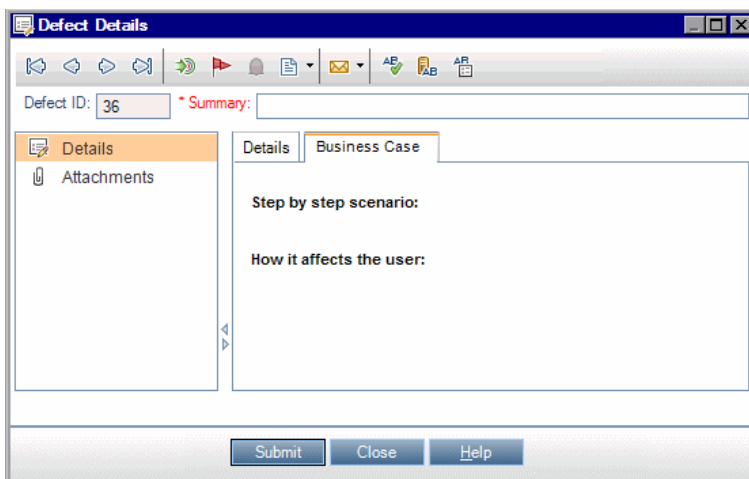 Defect Details
Defect ID: 36 * Summary:
Details
Attachments
Details Business Case
Step by step scenario:
How it affects the user:
Submit Close Help